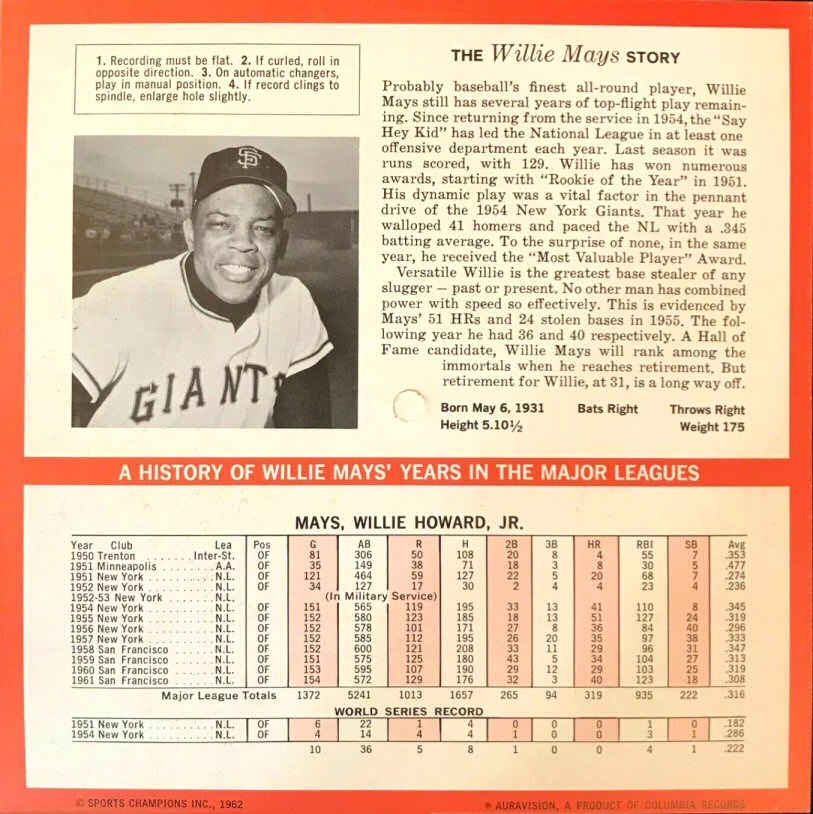 1. Recording must be flat. 2. If curled, roll in
opposite direction. 3. On automatic changers,
play in manual position. 4. If record clings to
spindle, enlarge hole slightly.
SF
GIANTS
THE Willie Mays STORY
Probably baseball's finest all-round player, Willie
Mays still has several years of top-flight play remain-
ing. Since returning from the service in 1954, the "Say
Hey Kid" has led the National League in at least one
offensive department each year. Last season it was
runs scored, with 129. Willie has won numerous
awards, starting with "Rookie of the Year" in 1951.
His dynamic play was a vital factor in the pennant
drive of the 1954 New York Giants. That year he
walloped 41 homers and paced the NL with a .345
batting average. To the surprise of none, in the same
year, he received the "Most Valuable Player" Award.
Versatile Willie is the greatest base stealer of any
slugger — past or present. No other man has combined
power with speed so effectively. This is evidenced by
Mays' 51 HRs and 24 stolen bases in 1955. The fol-
lowing year he had 36 and 40 respectively. A Hall of
Fame candidate, Willie Mays will rank among the
immortals when he reaches retirement. But
retirement for Willie, at 31, is a long way off.
Born May 6, 1931 Bats Right Throws Right
Height 5.10½ Weight 175
A HISTORY OF WILLIE MAYS' YEARS IN THE MAJOR LEAGUES
MAYS, WILLIE HOWARD, JR.
Year Club Lea Pos G AB R H 2B 3B HR RBI SB Avg
1950 Trenton . . . . . . . Inter-St. OF 81 306 50 108 20 8 4 55 7 .353
1951 Minneapolis . . . . . . A.A. OF 35 149 38 71 18 3 8 30 5 .477
1951 New York . . . . . . . . . N.L. OF 121 464 59 127 22 5 20 68 7 .274
1952 New York . . . . . . . . . N.L. OF 34 127 17 30 2 4 4 23 4 .236
1952-53 New York . . . . . . N.L. (In Military Service)
1954 New York . . . . . . . . . N.L. OF 151 565 119 195 33 13 41 110 8 .345
1955 New York . . . . . . . . . N.L. OF 152 580 123 185 18 13 51 127 24 .319
1956 New York . . . . . . . . . N.L. OF 152 578 101 171 27 8 36 84 40 .296
1957 New York . . . . . . . . . N.L. OF 152 585 112 195 26 20 35 97 38 .333
1958 San Francisco . . . . . N.L. OF 152 600 121 208 33 11 29 96 31 .347
1959 San Francisco . . . . . N.L. OF 151 575 125 180 43 5 34 104 27 .313
1960 San Francisco . . . . . N.L. OF 153 595 107 190 29 12 29 103 25 .319
1961 San Francisco . . . . . N.L. OF 154 572 129 176 32 3 40 123 18 .308
Major League Totals 1372 5241 1013 1657 265 94 319 935 222 .316
WORLD SERIES RECORD
1951 New York . . . . . . . . . N.L. OF 6 22 1 4 0 0 0 1 0 .182
1954 New York . . . . . . . . . N.L. OF 4 14 4 4 1 0 0 3 1 .286
10 36 5 8 1 0 0 4 1 .222
© SPORTS CHAMPIONS INC., 1962
® AURAVISION, A PRODUCT OF COLUMBIA RECORDS